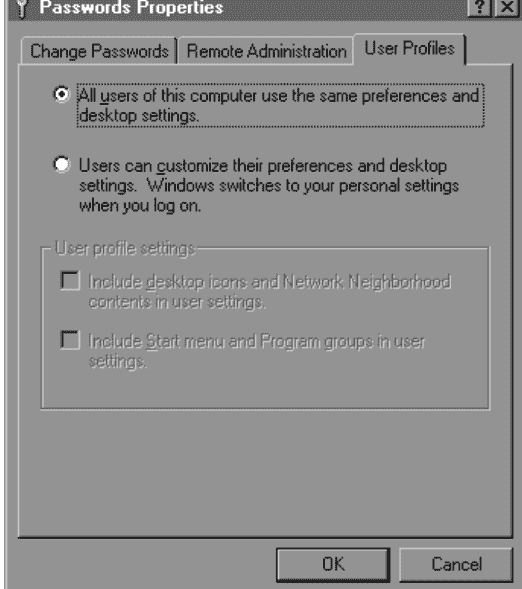 Passwords Properties
Change Passwords Remote Administration User Profiles
All users of this computer use the same preferences and
desktop settings.
Users can customize their preferences and desktop
settings. Windows switches to your personal settings
when you log on.
User profile settings
Include desktop icons and Network Neighborhood
contents in user settings.
Include Start menu and Program groups in user
settings.
OK Cancel